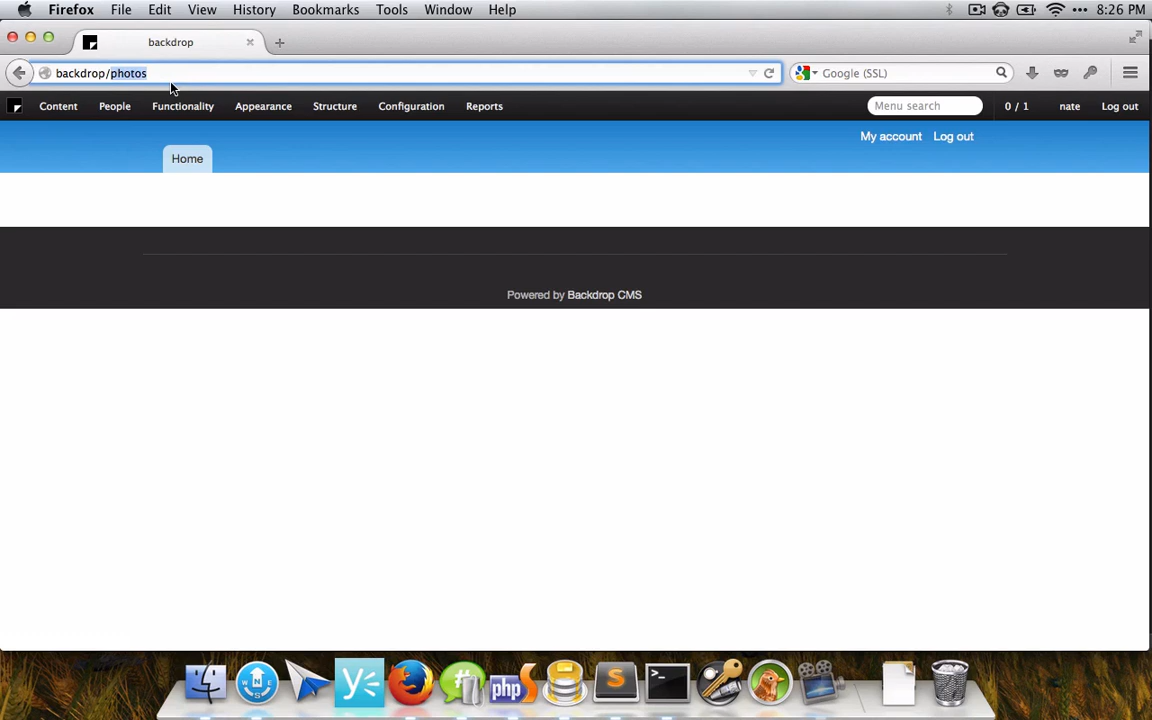 Firefox File Edit View History Bookmarks Tools Window Help 8:26 PM
backdrop
backdrop/photos Google (SSL)
Content People Functionality Appearance Structure Configuration Reports Menu search 0 / 1 nate Log out
My account Log out
Home
Powered by Backdrop CMS
php